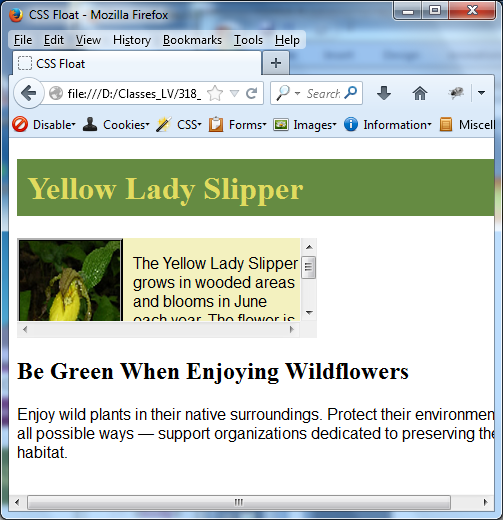 CSS Float - Mozilla Firefox
File Edit View History Bookmarks Tools Help
CSS Float
file:///D:/Classes_LV/318_ Search
Disable Cookies CSS Forms Images Information Miscell
Yellow Lady Slipper
The Yellow Lady Slipper
grows in wooded areas
and blooms in June
each year. The flower is
Be Green When Enjoying Wildflowers
Enjoy wild plants in their native surroundings. Protect their environmen
all possible ways — support organizations dedicated to preserving the
habitat.